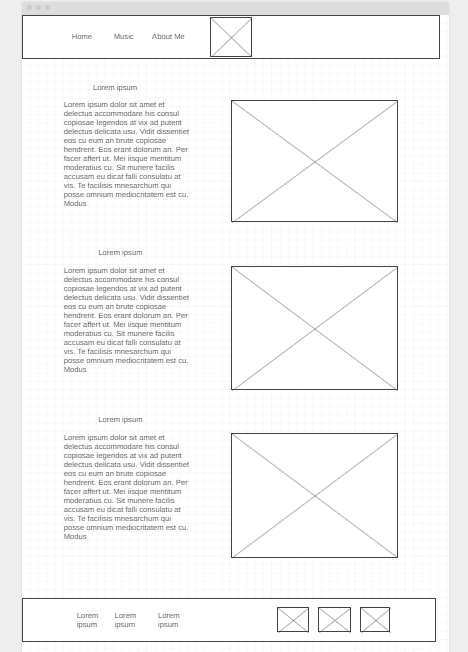 Home Music About Me
Lorem ipsum
Lorem ipsum dolor sit amet et
delectus accommodare his consul
copiosae legendos at vix ad putent
delectus delicata usu. Vidit dissentiet
eos cu eum an brute copiosae
hendrerit. Eos erant dolorum an. Per
facer affert ut. Mei iisque mentitum
moderatius cu. Sit munere facilis
accusam eu dicat falli consulatu at
vis. Te facilisis mnesarchum qui
posse omnium mediocritatem est cu.
Modus
Lorem ipsum
Lorem ipsum dolor sit amet et
delectus accommodare his consul
copiosae legendos at vix ad putent
delectus delicata usu. Vidit dissentiet
eos cu eum an brute copiosae
hendrerit. Eos erant dolorum an. Per
facer affert ut. Mei iisque mentitum
moderatius cu. Sit munere facilis
accusam eu dicat falli consulatu at
vis. Te facilisis mnesarchum qui
posse omnium mediocritatem est cu.
Modus
Lorem ipsum
Lorem ipsum dolor sit amet et
delectus accommodare his consul
copiosae legendos at vix ad putent
delectus delicata usu. Vidit dissentiet
eos cu eum an brute copiosae
hendrerit. Eos erant dolorum an. Per
facer affert ut. Mei iisque mentitum
moderatius cu. Sit munere facilis
accusam eu dicat falli consulatu at
vis. Te facilisis mnesarchum qui
posse omnium mediocritatem est cu.
Modus
Lorem Lorem Lorem
ipsum ipsum ipsum